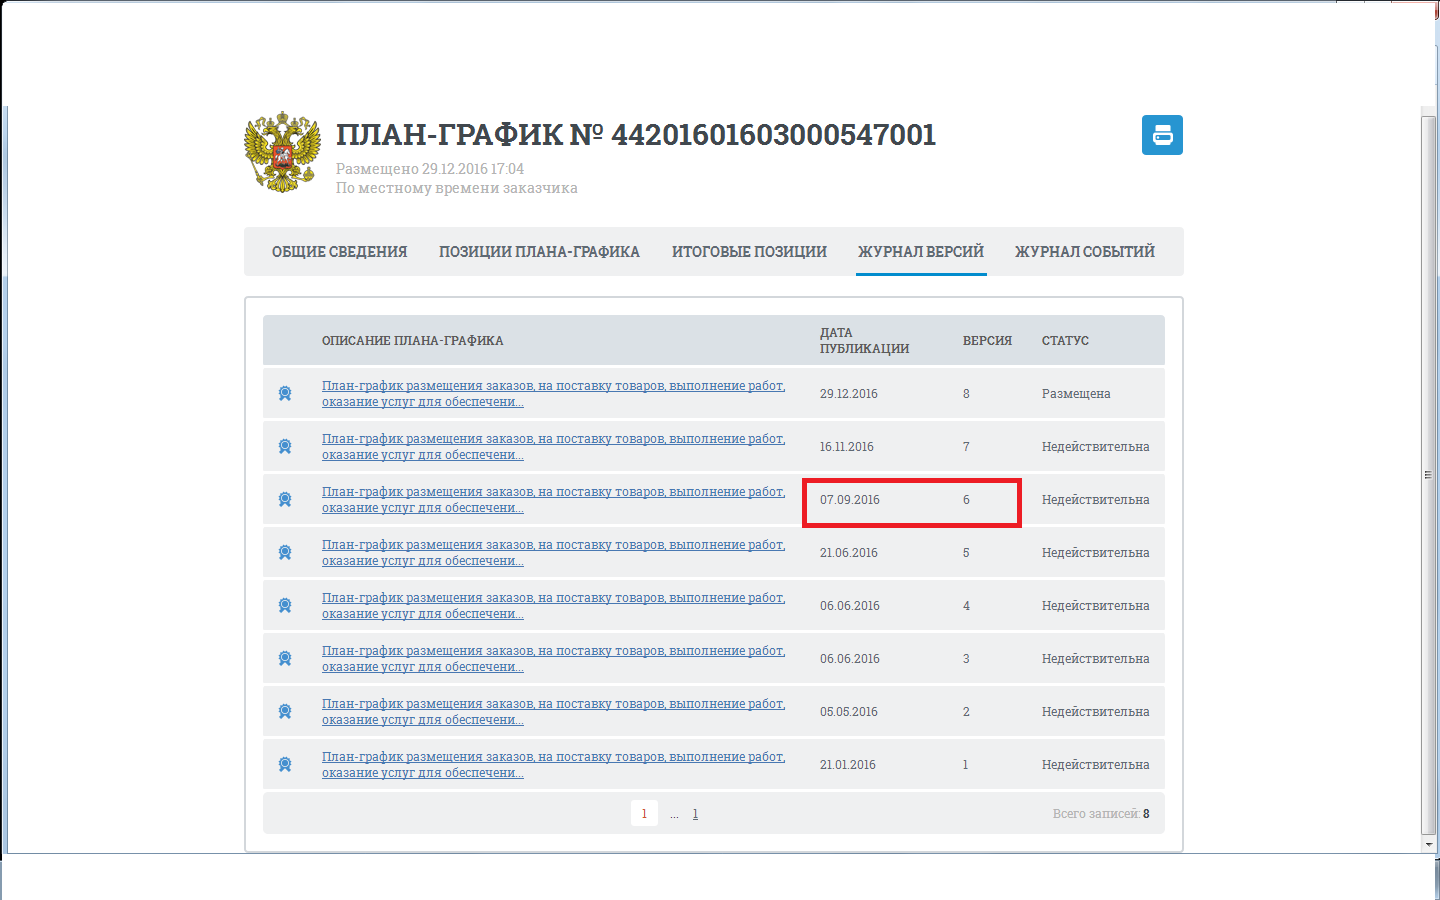 ПЛАН-ГРАФИК № 44201601603000547001
Размещено 29.12.2016 17:04
По местному времени заказчика
ОБЩИЕ СВЕДЕНИЯ ПОЗИЦИИ ПЛАНА-ГРАФИКА ИТОГОВЫЕ ПОЗИЦИИ ЖУРНАЛ ВЕРСИЙ ЖУРНАЛ СОБЫТИЙ
ОПИСАНИЕ ПЛАНА-ГРАФИКА ДАТА ПУБЛИКАЦИИ ВЕРСИЯ СТАТУС
План-график размещения заказов, на поставку товаров, выполнение работ,
оказание услуг для обеспечени... 29.12.2016 8 Размещена
План-график размещения заказов, на поставку товаров, выполнение работ,
оказание услуг для обеспечени... 16.11.2016 7 Недействительна
План-график размещения заказов, на поставку товаров, выполнение работ,
оказание услуг для обеспечени... 07.09.2016 6 Недействительна
План-график размещения заказов, на поставку товаров, выполнение работ,
оказание услуг для обеспечени... 21.06.2016 5 Недействительна
План-график размещения заказов, на поставку товаров, выполнение работ,
оказание услуг для обеспечени... 06.06.2016 4 Недействительна
План-график размещения заказов, на поставку товаров, выполнение работ,
оказание услуг для обеспечени... 06.06.2016 3 Недействительна
План-график размещения заказов, на поставку товаров, выполнение работ,
оказание услуг для обеспечени... 05.05.2016 2 Недействительна
План-график размещения заказов, на поставку товаров, выполнение работ,
оказание услуг для обеспечени... 21.01.2016 1 Недействительна
1 ... 1 Всего записей: 8